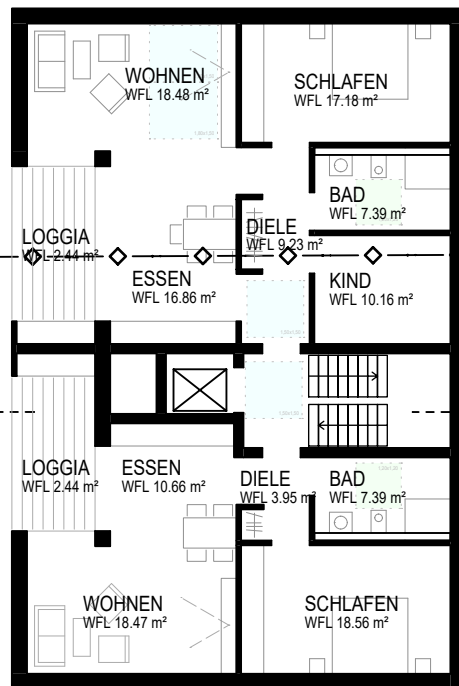 WOHNEN
WFL 18.48 m²
SCHLAFEN
WFL 17.18 m²
BAD
WFL 7.39 m²
LOGGIA
WFL 2.44 m²
DIELE
WFL 9.23 m²
ESSEN
WFL 16.86 m²
KIND
WFL 10.16 m²
LOGGIA
WFL 2.44 m²
ESSEN
WFL 10.66 m²
DIELE
WFL 3.95 m²
BAD
WFL 7.39 m²
WOHNEN
WFL 18.47 m²
SCHLAFEN
WFL 18.56 m²